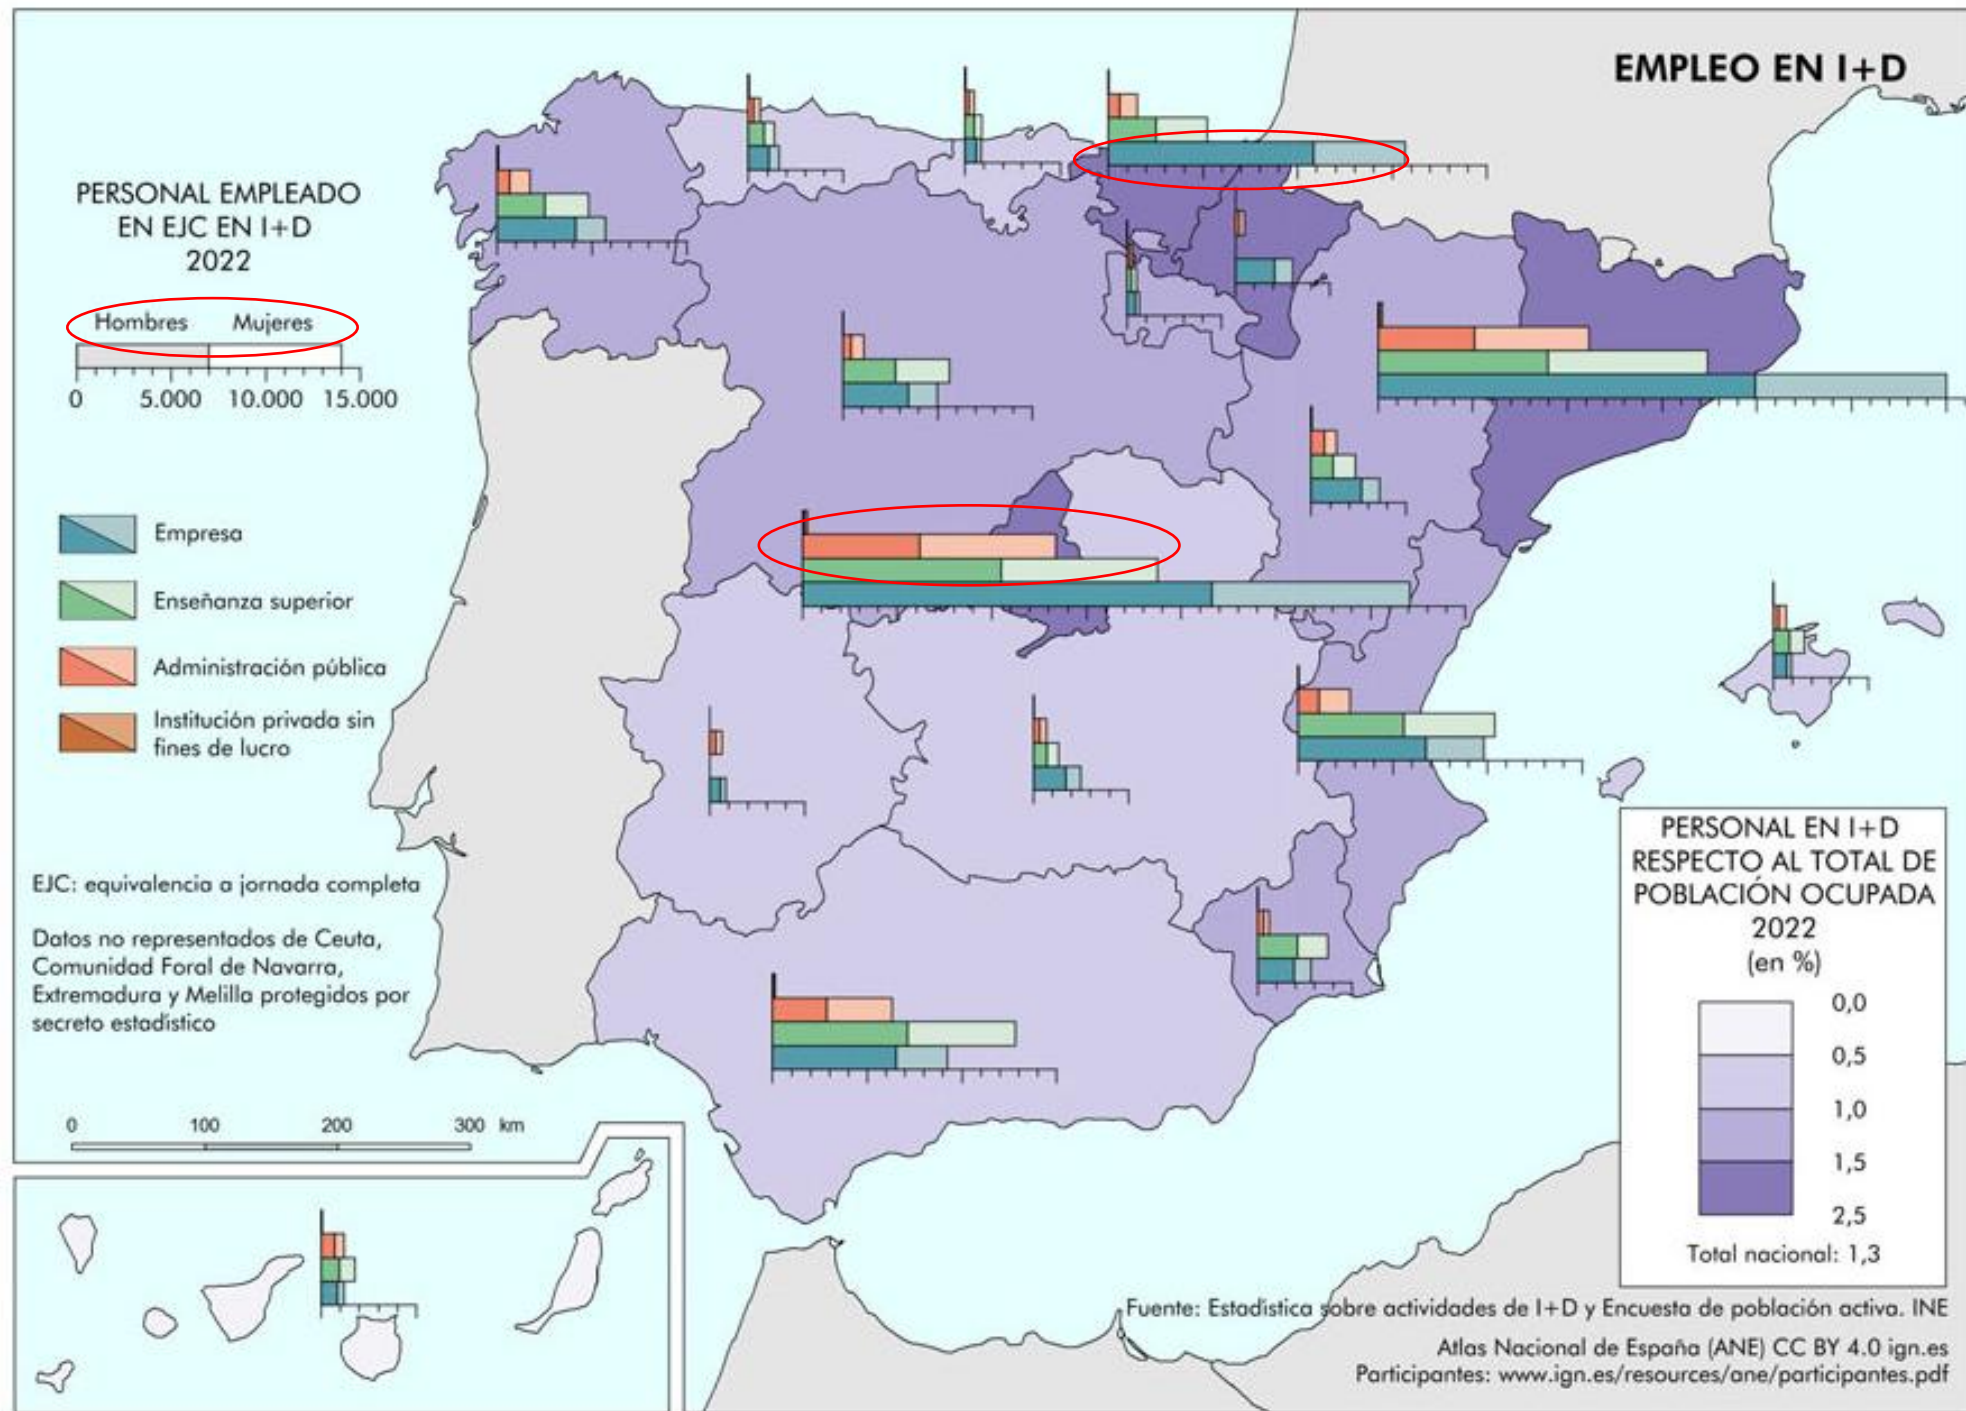 EMPLEO EN I+D
PERSONAL EMPLEADO
EN EJC EN I+D
2022
Hombres Mujeres
0 5.000 10.000 15.000
Empresa
Enseñanza superior
Administración pública
Institución privada sin
fines de lucro
EJC: equivalencia a jornada completa
Datos no representados de Ceuta,
Comunidad Foral de Navarra,
Extremadura y Melilla protegidos por
secreto estadístico
0 100 200 300 km
PERSONAL EN I+D
RESPECTO AL TOTAL DE
POBLACIÓN OCUPADA
2022
(en %)
0,0
0,5
1,0
1,5
2,5
Total nacional: 1,3
Fuente: Estadística sobre actividades de I+D y Encuesta de población activa. INE
Atlas Nacional de España (ANE) CC BY 4.0 ign.es
Participantes: www.ign.es/resources/ane/participantes.pdf